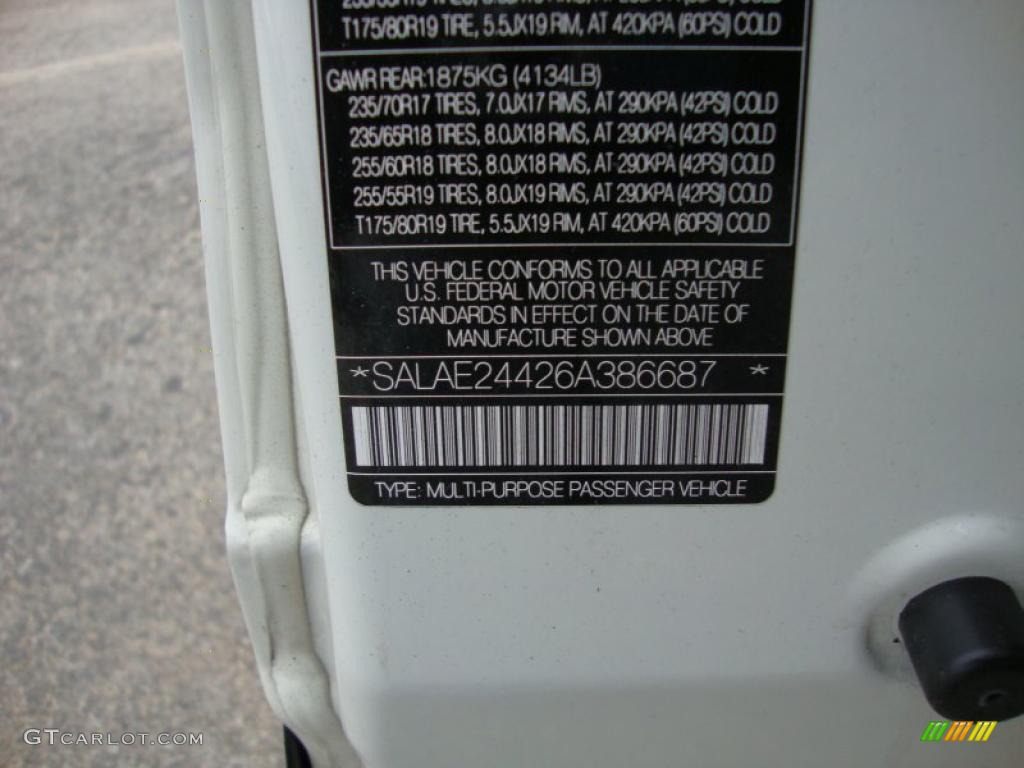 T175/80R19 TIRE, 5.5JX19 RIM, AT 420KPA (60PSI) COLD
GAWR REAR:1875KG (4134LB)
235/70R17 TIRES, 7.0JX17 RIMS, AT 290KPA (42PSI) COLD
235/65R18 TIRES, 8.0JX18 RIMS, AT 290KPA (42PSI) COLD
255/60R18 TIRES, 8.0JX18 RIMS, AT 290KPA (42PSI) COLD
255/55R19 TIRES, 8.0JX19 RIMS, AT 290KPA (42PSI) COLD
T175/80R19 TIRE, 5.5JX19 RIM, AT 420KPA (60PSI) COLD
THIS VEHICLE CONFORMS TO ALL APPLICABLE
U.S. FEDERAL MOTOR VEHICLE SAFETY
STANDARDS IN EFFECT ON THE DATE OF
MANUFACTURE SHOWN ABOVE
*SALAE24426A386687 *
TYPE: MULTI-PURPOSE PASSENGER VEHICLE
GTCARLOT.COM